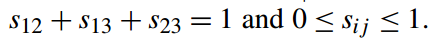 s₁₂ + s₁₃ + s₂₃ = 1 and 0 ≤ sᵢⱼ ≤ 1.